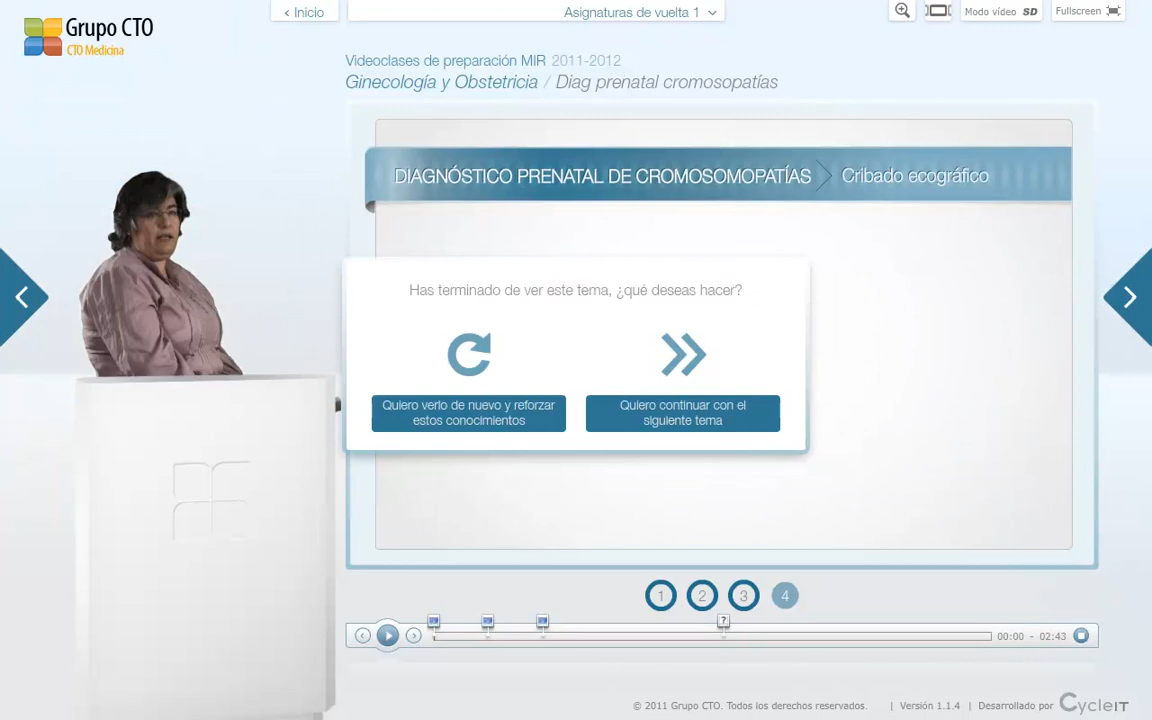 Grupo CTO
CTO Medicina
‹ Inicio
Asignaturas de vuelta 1
Modo vídeo SD
Fullscreen
Videoclases de preparación MIR 2011-2012
Ginecología y Obstetricia / Diag prenatal cromosopatías
DIAGNÓSTICO PRENATAL DE CROMOSOMOPATÍAS
Cribado ecográfico
Has terminado de ver este tema, ¿qué deseas hacer?
Quiero verlo de nuevo y reforzar
estos conocimientos
Quiero continuar con el
siguiente tema
1 2 3 4
?
00:00 - 02:43
© 2011 Grupo CTO. Todos los derechos reservados. | Versión 1.1.4 | Desarrollado por CycleIT